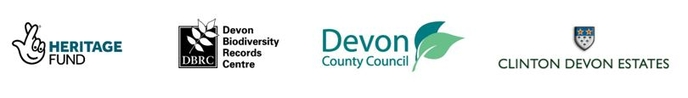 HERITAGE
FUND
DBRC
Devon
Biodiversity
Records
Centre
Devon
County Council
CLINTON DEVON ESTATES